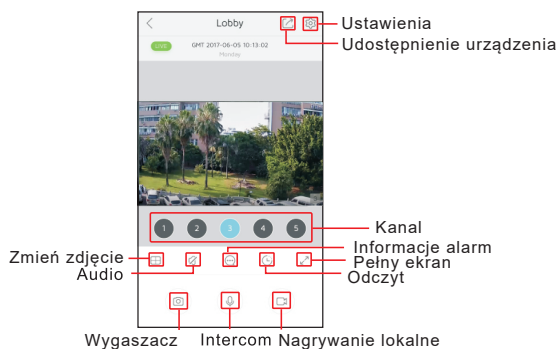 Lobby
Ustawienia
Udostępnienie urządzenia
LIVE
GMT 2017-06-05 10:13:02
Monday
1 2 3 4 5
Kanal
Informacje alarm
Zmień zdjęcie
Pełny ekran
Audio
Odczyt
Wygaszacz
Intercom
Nagrywanie lokalne